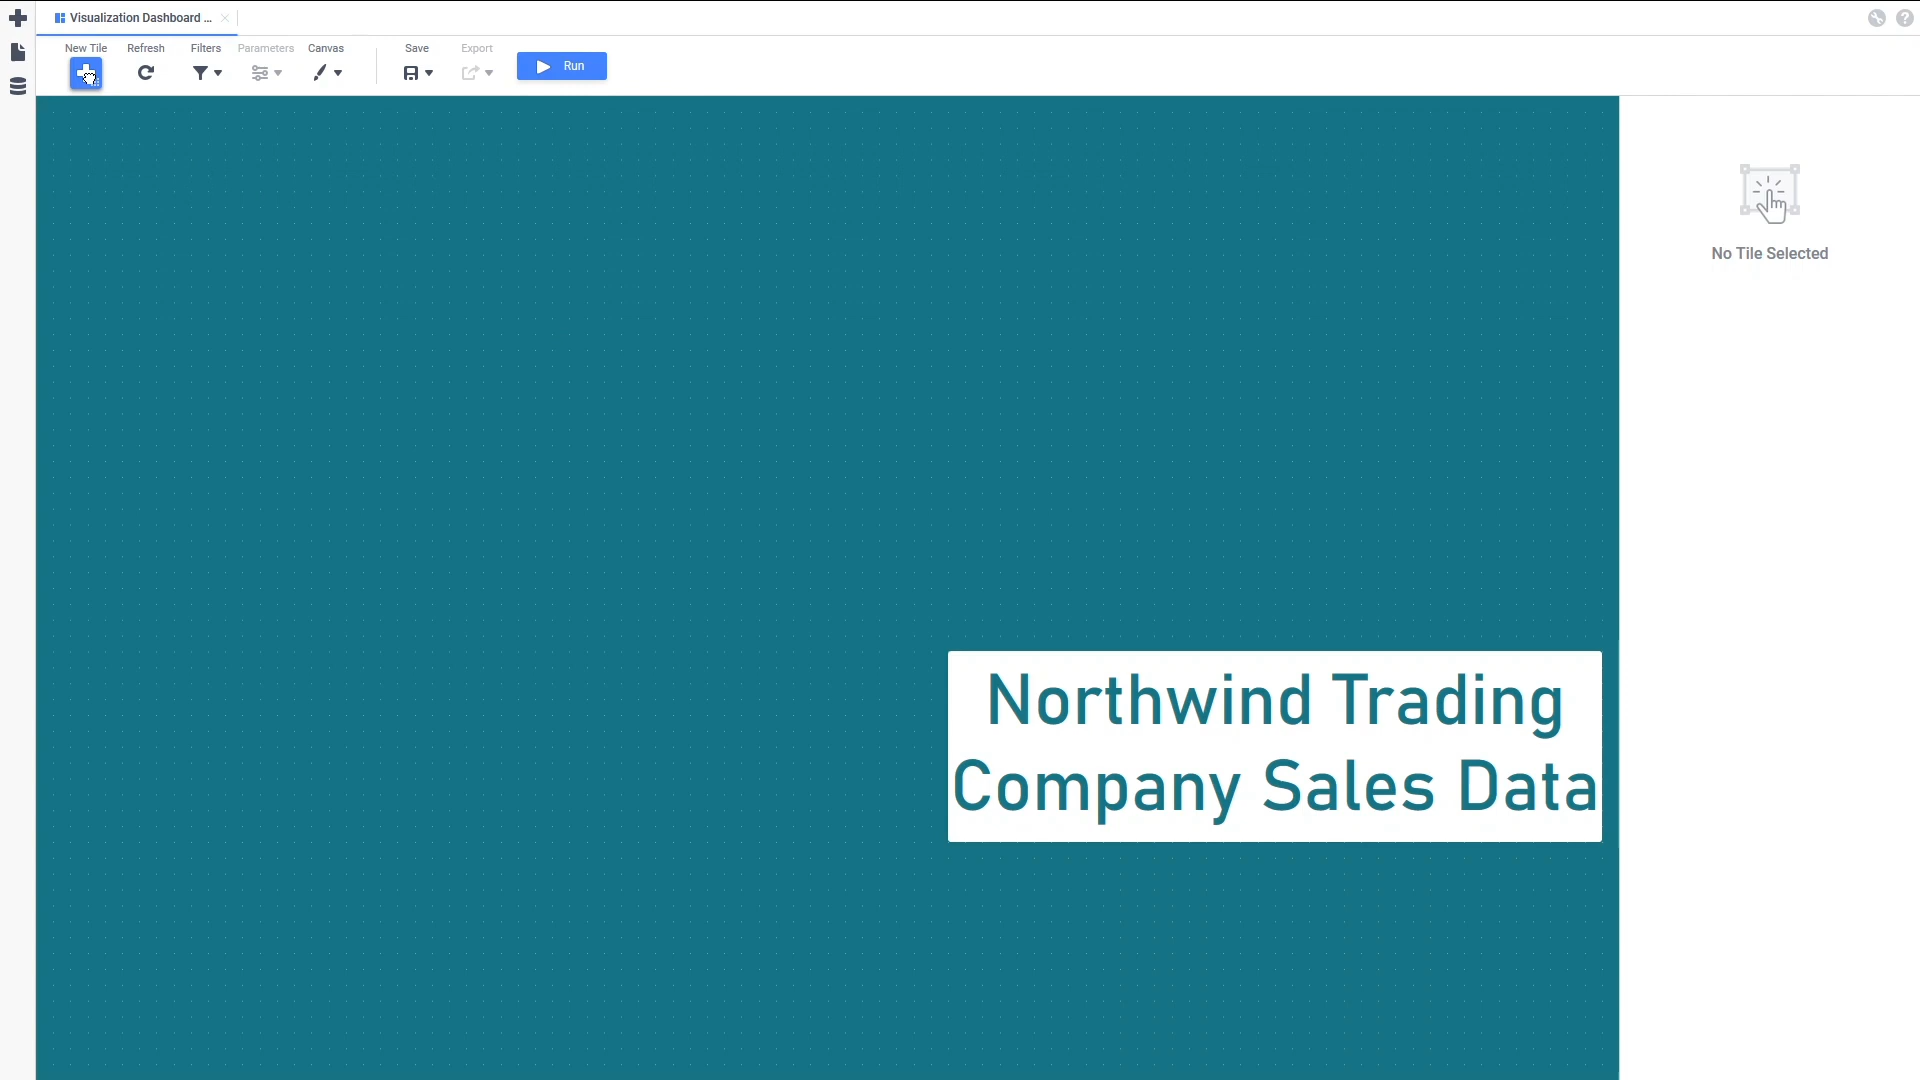 Visualization Dashboard ...
New Tile Refresh Filters Parameters Canvas Save Export
Run
No Tile Selected
Northwind Trading
Company Sales Data